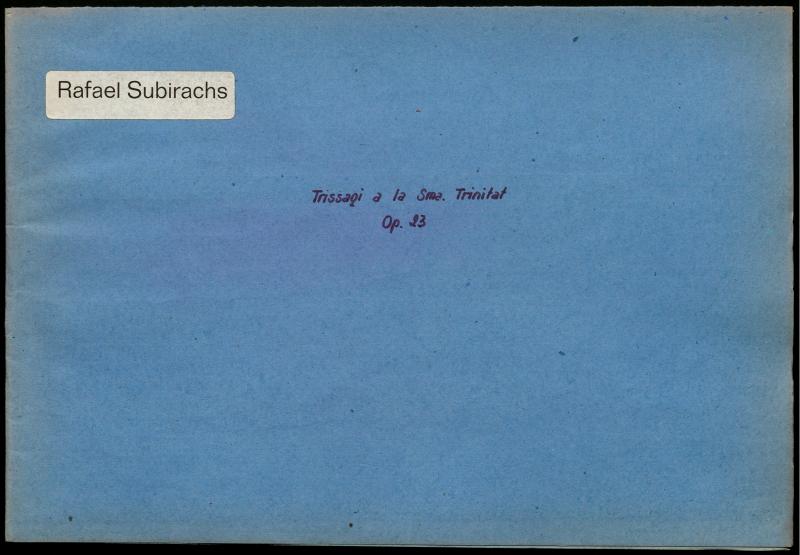 Rafael Subirachs
Trissagi a la Sma. Trinitat
Op. 23